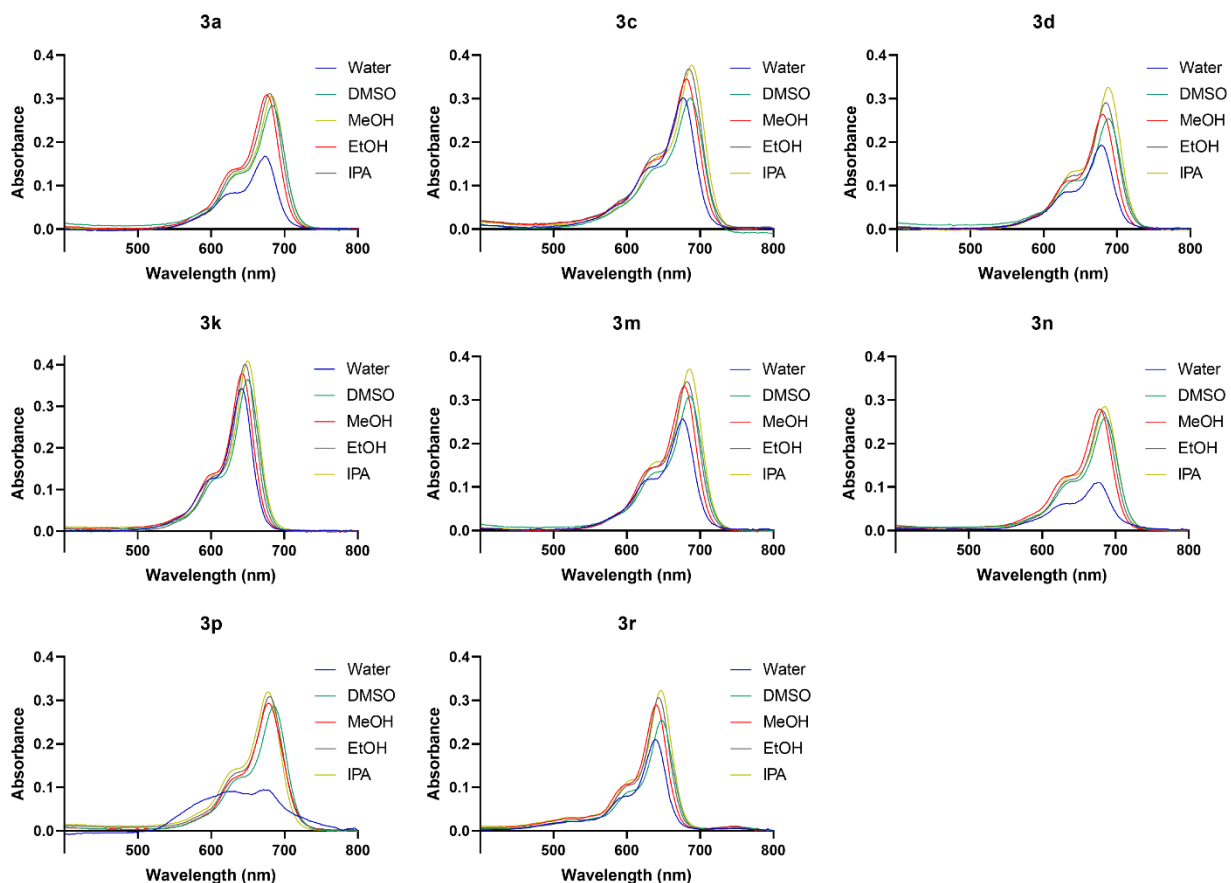 3a
0.4
0.3
0.2
0.1
0.0
500 600 700 800
Absorbance
Wavelength (nm)
Water
DMSO
MeOH
EtOH
IPA
3c
0.4
0.3
0.2
0.1
0.0
500 600 700 800
Absorbance
Wavelength (nm)
Water
DMSO
MeOH
EtOH
IPA
3d
0.4
0.3
0.2
0.1
0.0
500 600 700 800
Absorbance
Wavelength (nm)
Water
DMSO
MeOH
EtOH
IPA
3k
0.4
0.3
0.2
0.1
0.0
500 600 700 800
Absorbance
Wavelength (nm)
Water
DMSO
MeOH
EtOH
IPA
3m
0.4
0.3
0.2
0.1
0.0
500 600 700 800
Absorbance
Wavelength (nm)
Water
DMSO
MeOH
EtOH
IPA
3n
0.4
0.3
0.2
0.1
0.0
500 600 700 800
Absorbance
Wavelength (nm)
Water
DMSO
MeOH
EtOH
IPA
3p
0.4
0.3
0.2
0.1
0.0
500 600 700 800
Absorbance
Wavelength (nm)
Water
DMSO
MeOH
EtOH
IPA
3r
0.4
0.3
0.2
0.1
0.0
500 600 700 800
Absorbance
Wavelength (nm)
Water
DMSO
MeOH
EtOH
IPA